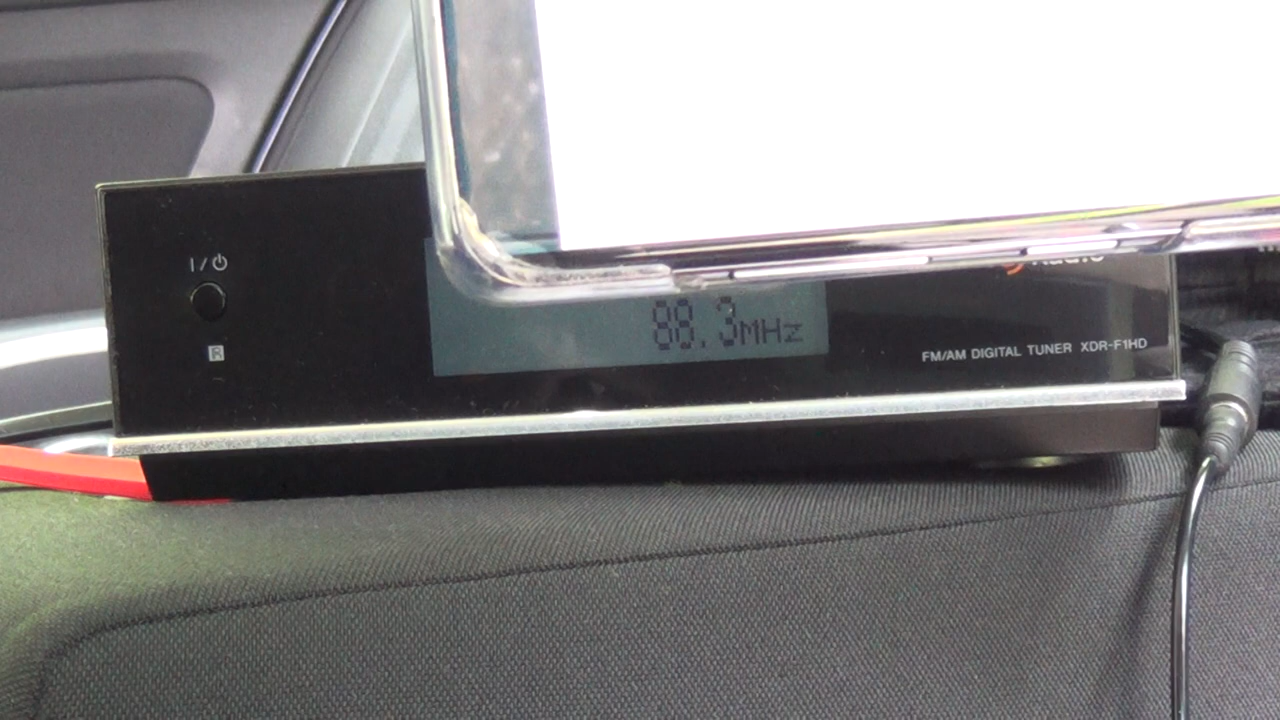 I/⏻
R
88.3MHz
FM/AM DIGITAL TUNER XDR-F1HD